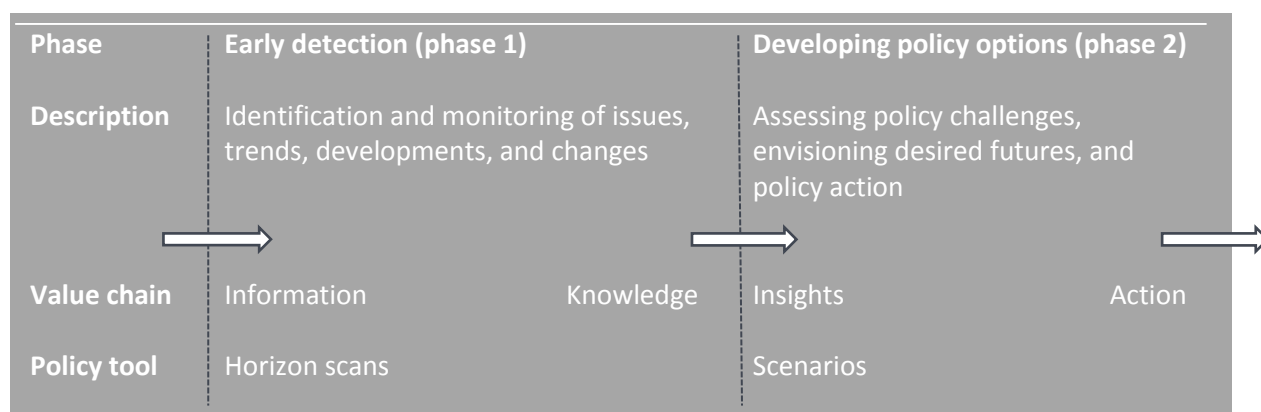 Phase Early detection (phase 1) Developing policy options (phase 2)
Description Identification and monitoring of issues, Assessing policy challenges,
trends, developments, and changes envisioning desired futures, and
policy action
Value chain Information Knowledge Insights Action
Policy tool Horizon scans Scenarios